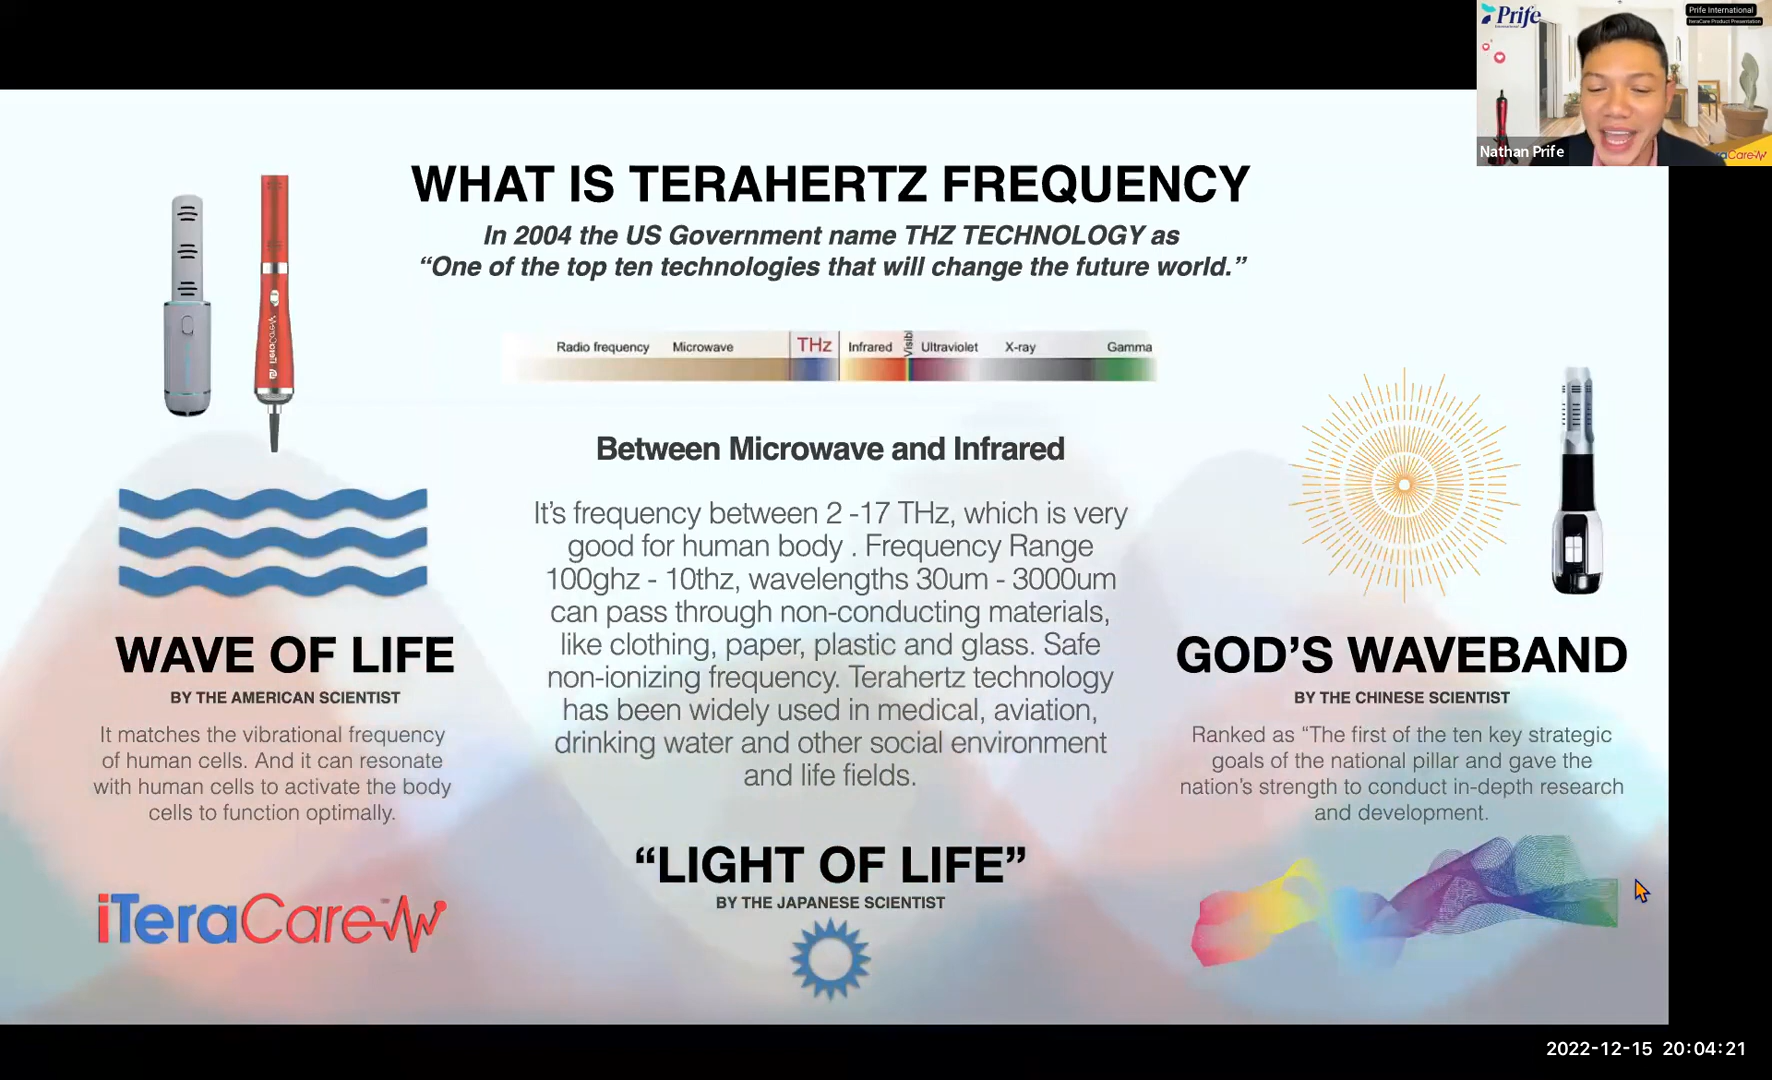 Prife
Prife International
iteraCare Product Presentation
Nathan Prife
WHAT IS TERAHERTZ FREQUENCY
In 2004 the US Government name THZ TECHNOLOGY as
“One of the top ten technologies that will change the future world.”
Radio frequency Microwave THz Infrared Visibl Ultraviolet X-ray Gamma
Between Microwave and Infrared
It’s frequency between 2 -17 THz, which is very
good for human body . Frequency Range
100ghz - 10thz, wavelengths 30um - 3000um
can pass through non-conducting materials,
like clothing, paper, plastic and glass. Safe
non-ionizing frequency. Terahertz technology
has been widely used in medical, aviation,
drinking water and other social environment
and life fields.
WAVE OF LIFE
BY THE AMERICAN SCIENTIST
It matches the vibrational frequency
of human cells. And it can resonate
with human cells to activate the body
cells to function optimally.
iTeraCare
“LIGHT OF LIFE”
BY THE JAPANESE SCIENTIST
GOD’S WAVEBAND
BY THE CHINESE SCIENTIST
Ranked as “The first of the ten key strategic
goals of the national pillar and gave the
nation’s strength to conduct in-depth research
and development.
2022-12-15 20:04:21